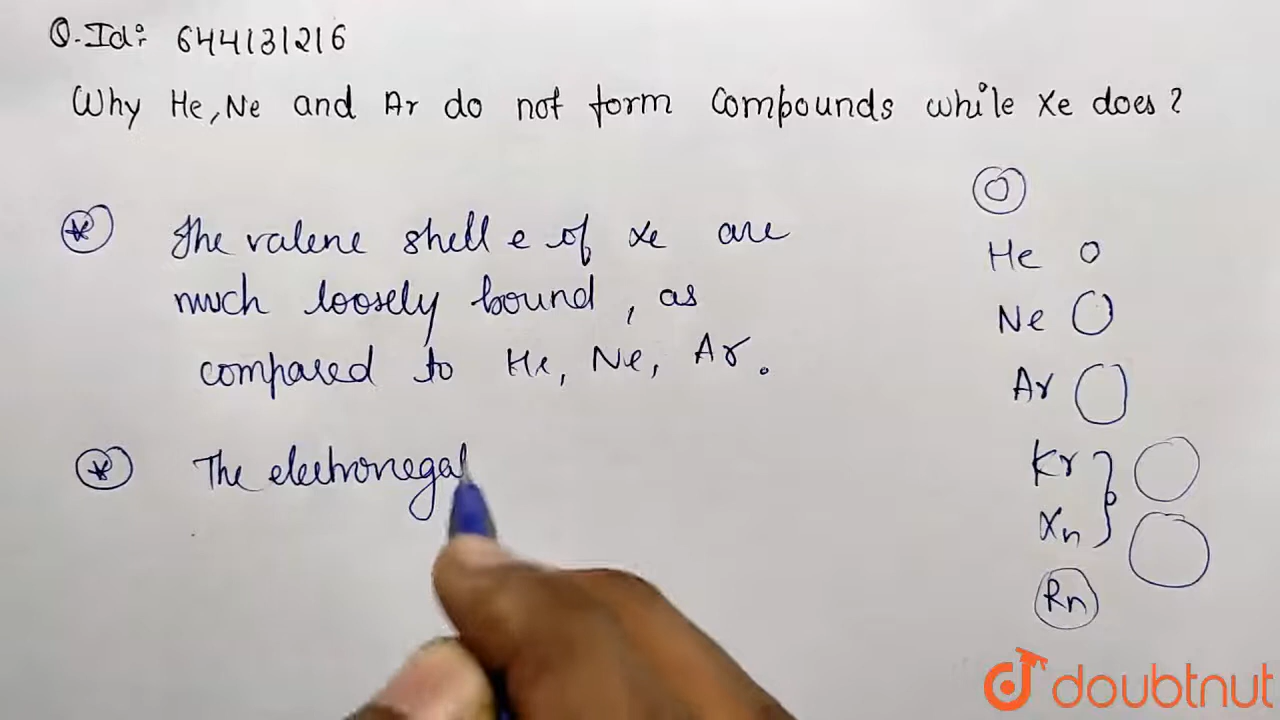 Q.Id: 644131216
Why He, Ne and Ar do not form compounds while Xe does?
The valene shell e of Xe are
much loosely bound, as
compared to He, Ne, Ar.
The electronegat
He
Ne
Ar
Kr
Xn
Rn
doubtnut